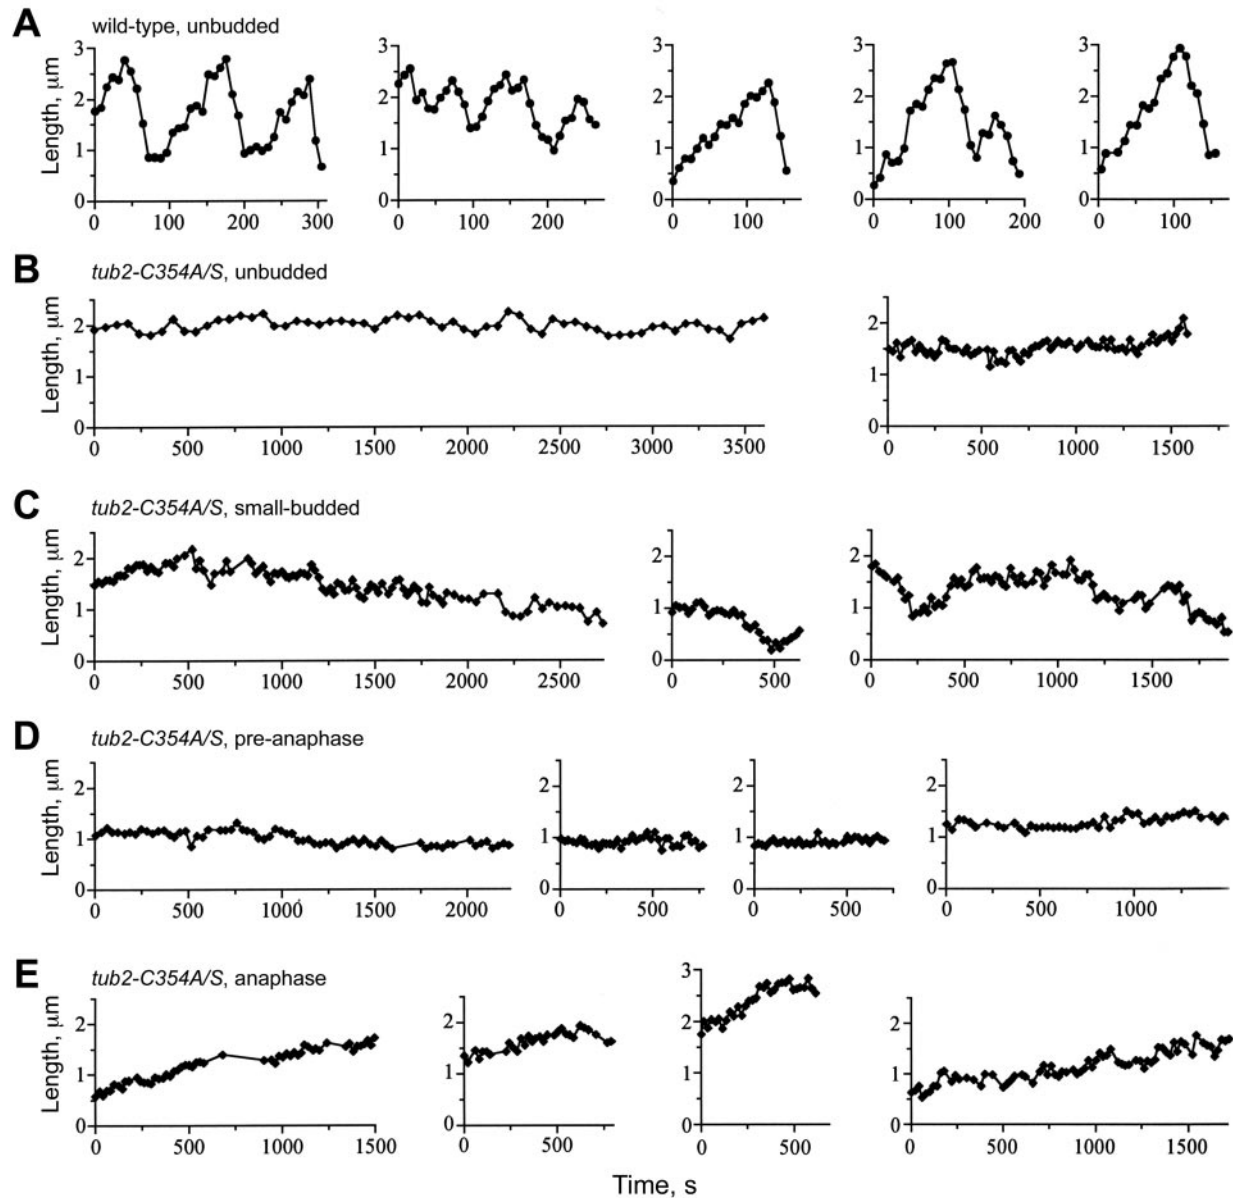 A wild-type, unbudded
Length, μm
3 3 3 3 3
2 2 2 2 2
1 1 1 1 1
0 0 0 0 0
0 100 200 300 0 100 200 0 100 0 100 200 0 100
B tub2-C354A/S, unbudded
Length, μm
2 2
1 1
0 0
0 500 1000 1500 2000 2500 3000 3500 0 500 1000 1500
C tub2-C354A/S, small-budded
Length, μm
2 2 2
1 1 1
0 0 0
0 500 1000 1500 2000 2500 0 500 0 500 1000 1500
D tub2-C354A/S, pre-anaphase
Length, μm
2 2 2 2
1 1 1 1
0 0 0 0
0 500 1000 1500 2000 0 500 0 500 0 500 1000
E tub2-C354A/S, anaphase
Length, μm
3
2 2 2 2
1 1 1 1
0 0 0 0
0 500 1000 1500 0 500 0 500 0 500 1000 1500
Time, s